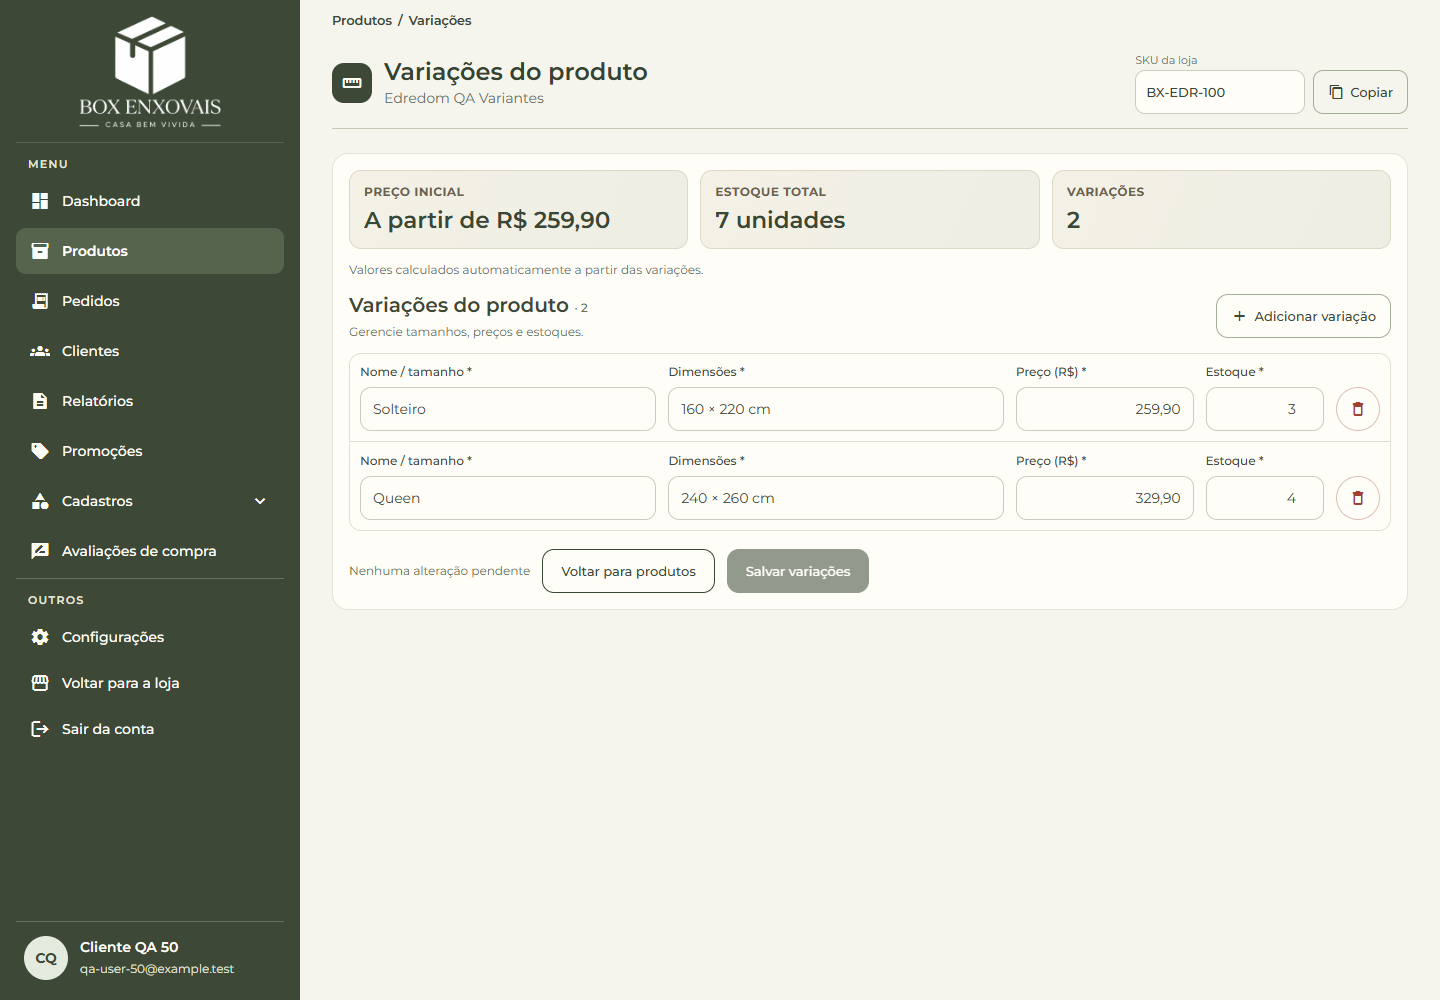 BOX ENXOVAIS
CASA BEM VIVIDA
MENU
Dashboard
Produtos
Pedidos
Clientes
Relatórios
Promoções
Cadastros
Avaliações de compra
OUTROS
Configurações
Voltar para a loja
Sair da conta
CQ
Cliente QA 50
qa-user-50@example.test
Produtos / Variações
Variações do produto
Edredom QA Variantes
SKU da loja
BX-EDR-100
Copiar
PREÇO INICIAL
A partir de R$ 259,90
ESTOQUE TOTAL
7 unidades
VARIAÇÕES
2
Valores calculados automaticamente a partir das variações.
Variações do produto · 2
Gerencie tamanhos, preços e estoques.
+ Adicionar variação
Nome / tamanho * Dimensões * Preço (R$) * Estoque *
Solteiro 160 × 220 cm 259,90 3
Nome / tamanho * Dimensões * Preço (R$) * Estoque *
Queen 240 × 260 cm 329,90 4
Nenhuma alteração pendente
Voltar para produtos
Salvar variações